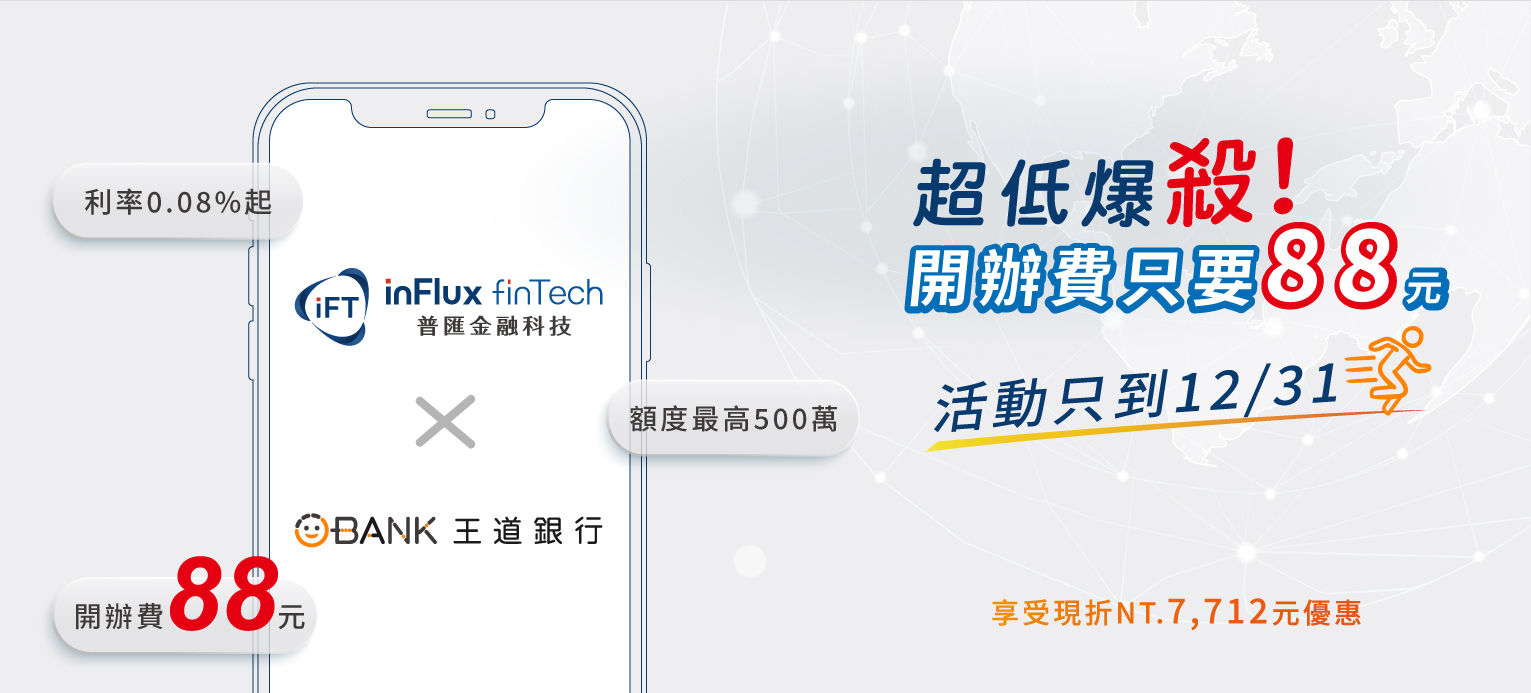 利率0.08%起
iFT
inFlux finTech
普匯金融科技
額度最高500萬
O-BANK 王道銀行
開辦費88元
超低爆殺!
開辦費只要88元
活動只到12/31
享受現折NT.7,712元優惠